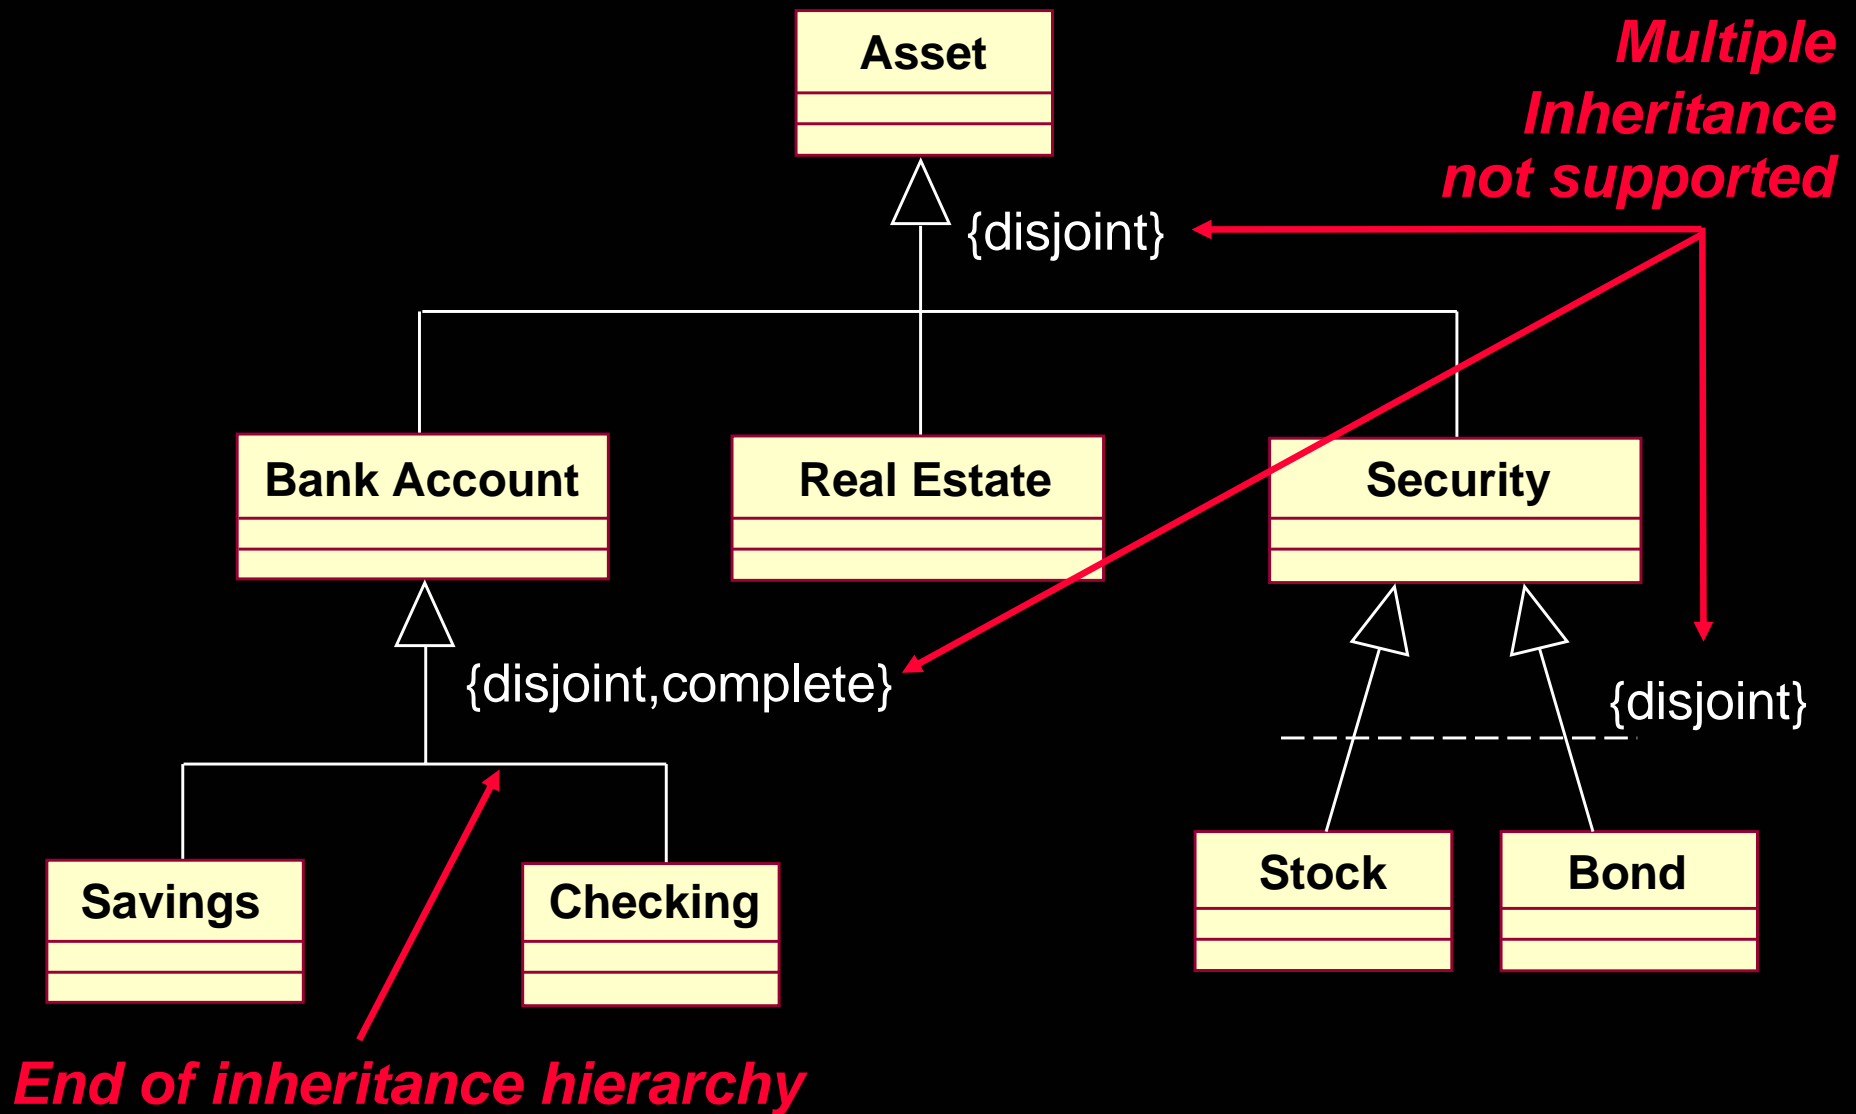 Asset
Multiple
Inheritance
not supported
{disjoint}
Bank Account
Real Estate
Security
{disjoint,complete}
{disjoint}
Savings
Checking
Stock
Bond
End of inheritance hierarchy